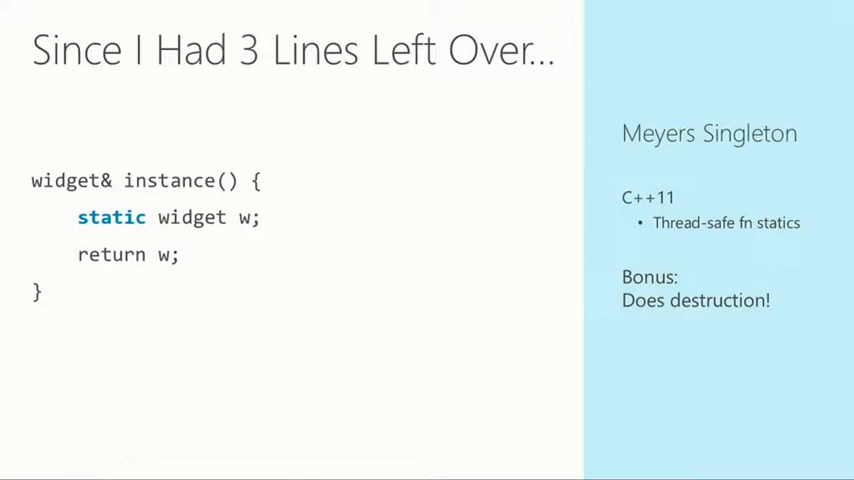 Since I Had 3 Lines Left Over...
widget& instance() {
    static widget w;
    return w;
}
Meyers Singleton
C++11
• Thread-safe fn statics
Bonus:
Does destruction!